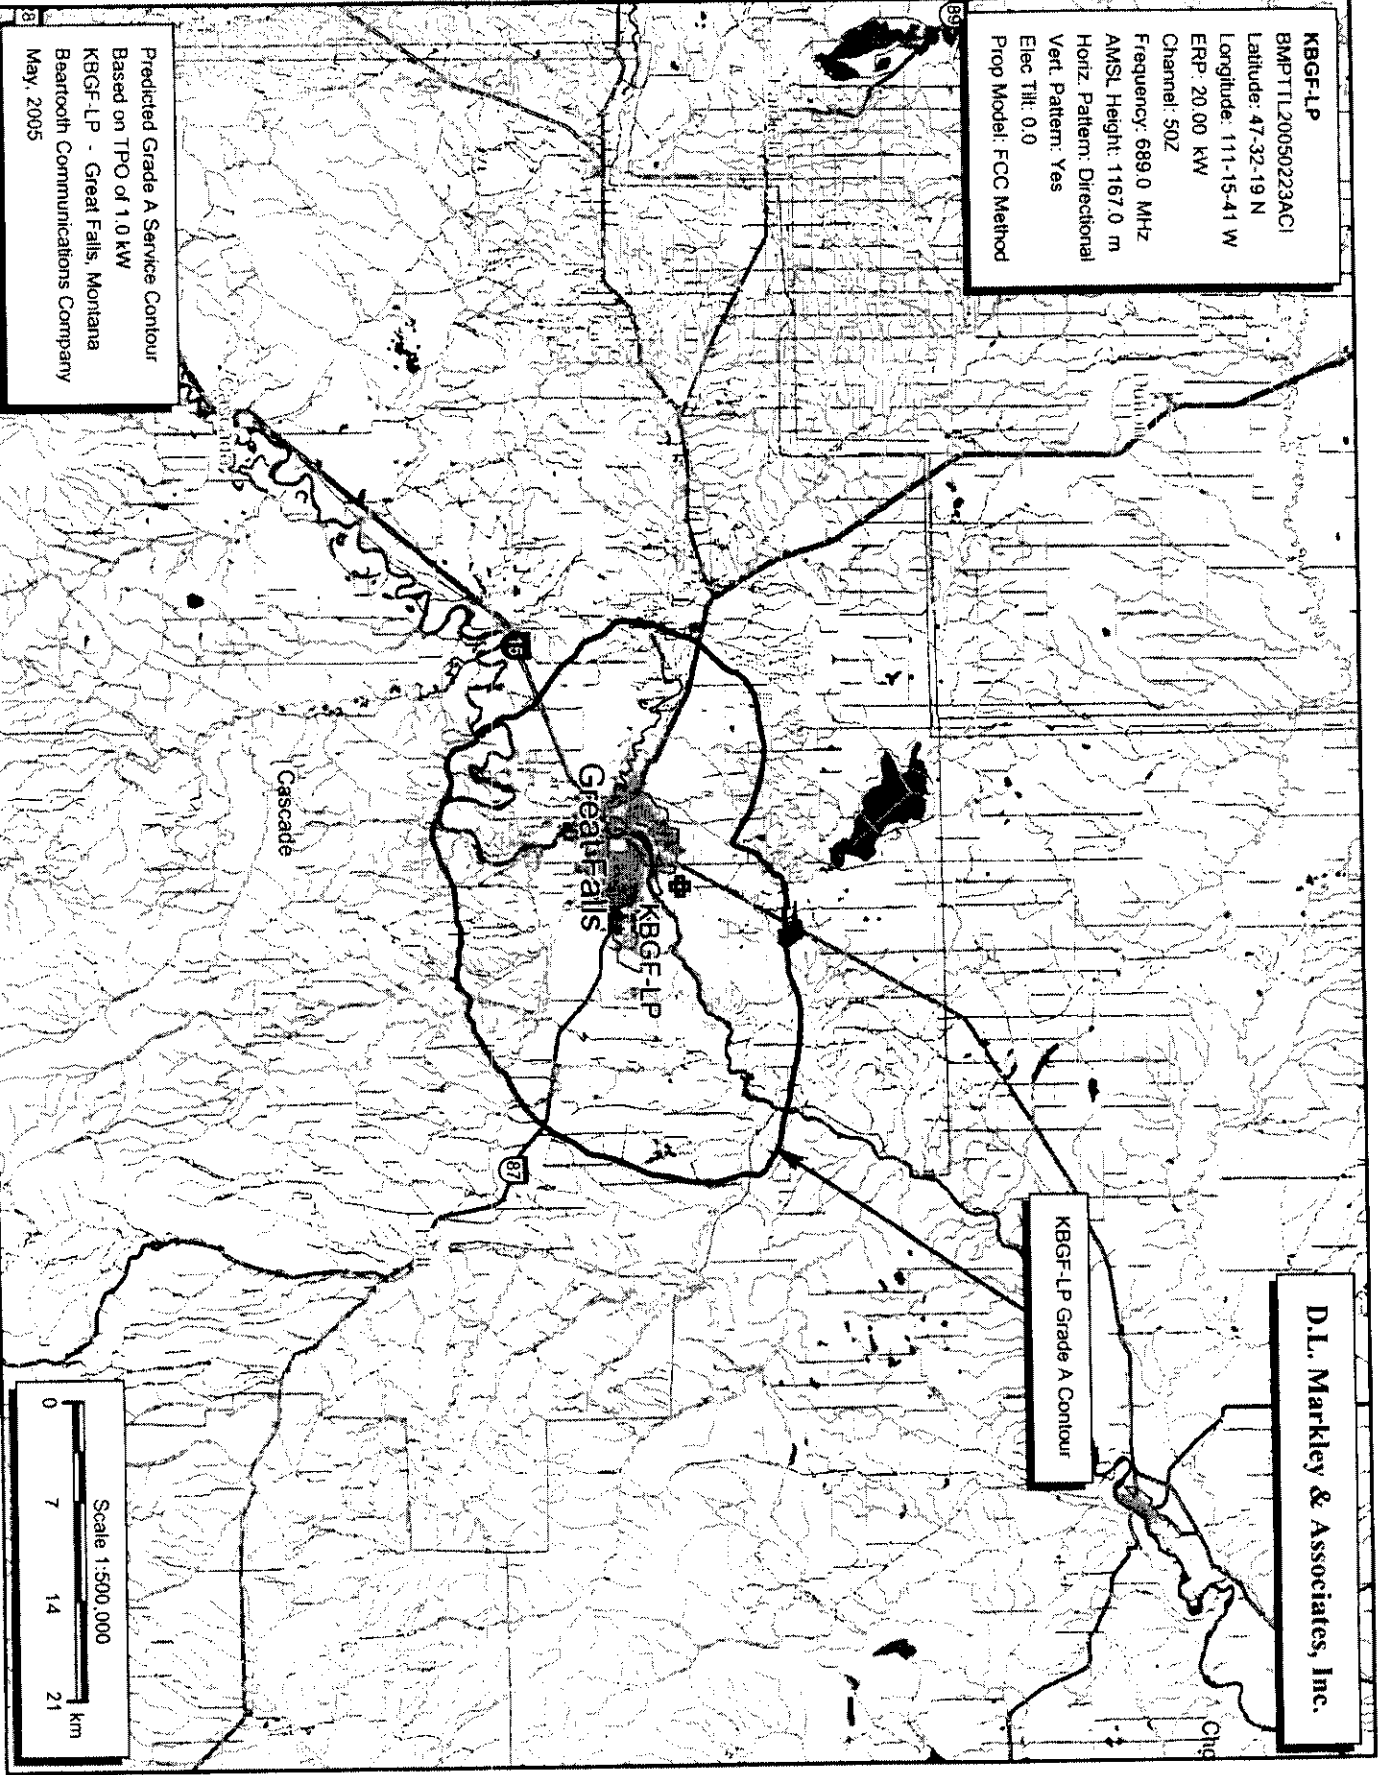 KBGF-LP
BMPTTL20050223ACI
Latitude: 47-32-19 N
Longitude: 111-15-41 W
ERP: 20.00 kW
Channel: 50Z
Frequency: 689.0 MHz
AMSL Height: 1167.0 m
Horiz. Pattern: Directional
Vert. Pattern: Yes
Elec Tilt: 0.0
Prop Model: FCC Method
D.L. Markley & Associates, Inc.
89
Dutton
Chо
KBGF-LP Grade A Contour
KBGF-LP
Great Falls
15
87
Cascade
Predicted Grade A Service Contour
Based on TPO of 1.0 kW
KBGF-LP - Great Falls, Montana
Beartooth Communications Company
May, 2005
8
Scale 1:500,000
0 7 14 21 km